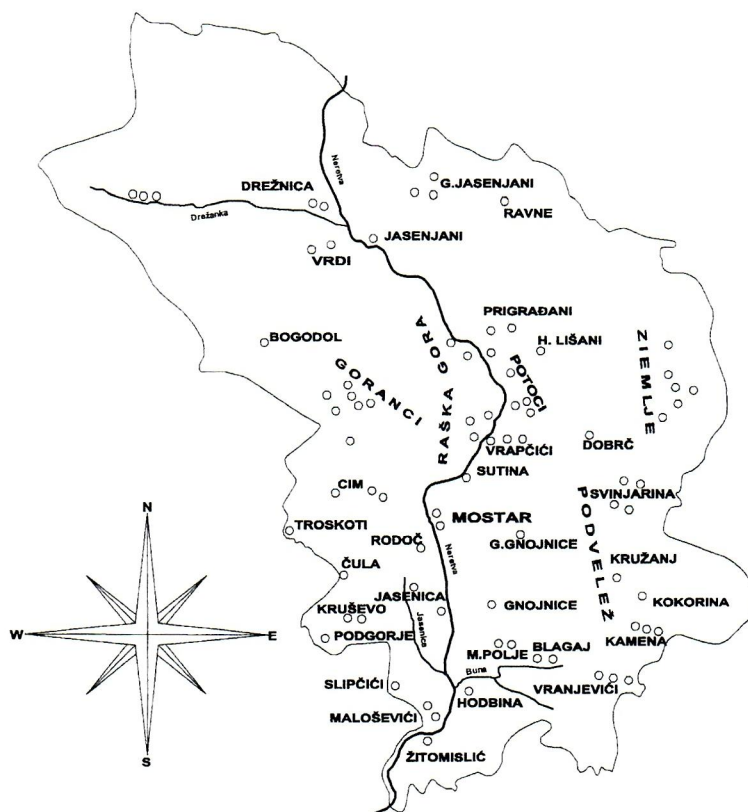 Neretva
DREŽNICA
G.JASENJANI
RAVNE
Drežanka
JASENJANI
VRDI
PRIGRAĐANI
BOGODOL
RAŠKA GORA
H. LIŠANI
ZIEMLJE
GORANCI
POTOCI
VRAPČIĆI
DOBRČ
SUTINA
CIM
SVINJARINA
N
MOSTAR
TROSKOTI
RODOČ
Neretva
G.GNOJNICE
PODVELEŽ
KRUŽANJ
ČULA
JASENICA
GNOJNICE
KOKORINA
KRUŠEVO
Jasenica
W
E
PODGORJE
KAMENA
M.POLJE
BLAGAJ
Buna
SLIPČIĆI
VRANJEVIĆI
HODBINA
MALOŠEVIĆI
ŽITOMISLIĆ
S